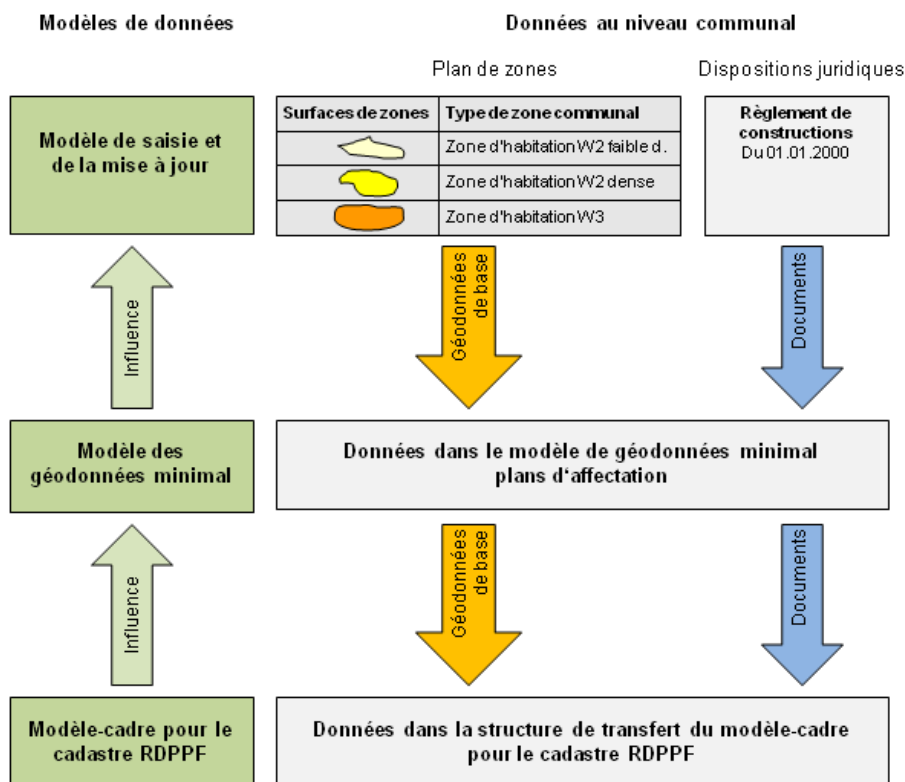 Modèles de données
Données au niveau communal
Plan de zones
Dispositions juridiques
Modèle de saisie et
de la mise à jour
Surfaces de zones
Type de zone communal
Zone d'habitation W2 faible d.
Zone d'habitation W2 dense
Zone d'habitation W3
Règlement de
constructions
Du 01.01.2000
Influence
Géodonnées
de base
Documents
Modèle des
géodonnées minimal
Données dans le modèle de géodonnées minimal
plans d'affectation
Influence
Géodonnées
de base
Documents
Modèle-cadre pour le
cadastre RDPPF
Données dans la structure de transfert du modèle-cadre
pour le cadastre RDPPF